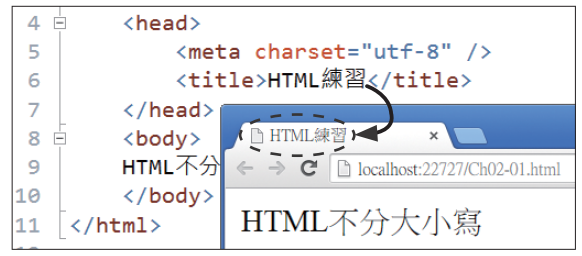 4 <head>
5 <meta charset="utf-8" />
6 <title>HTML練習</title>
7 </head>
8 <body>
9 HTML不分
10 </body>
11 </html>
HTML練習 ×
localhost:22727/Ch02-01.html
HTML不分大小寫